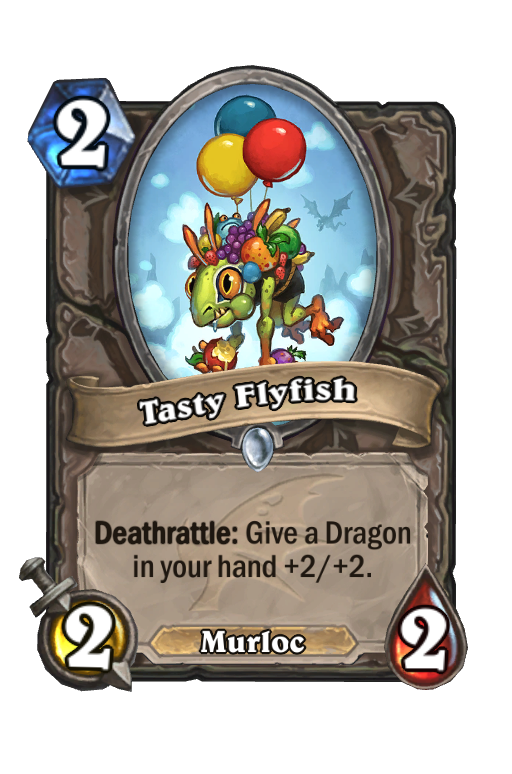 2
Tasty Flyfish
Deathrattle: Give a Dragon
in your hand +2/+2.
2
Murloc
2